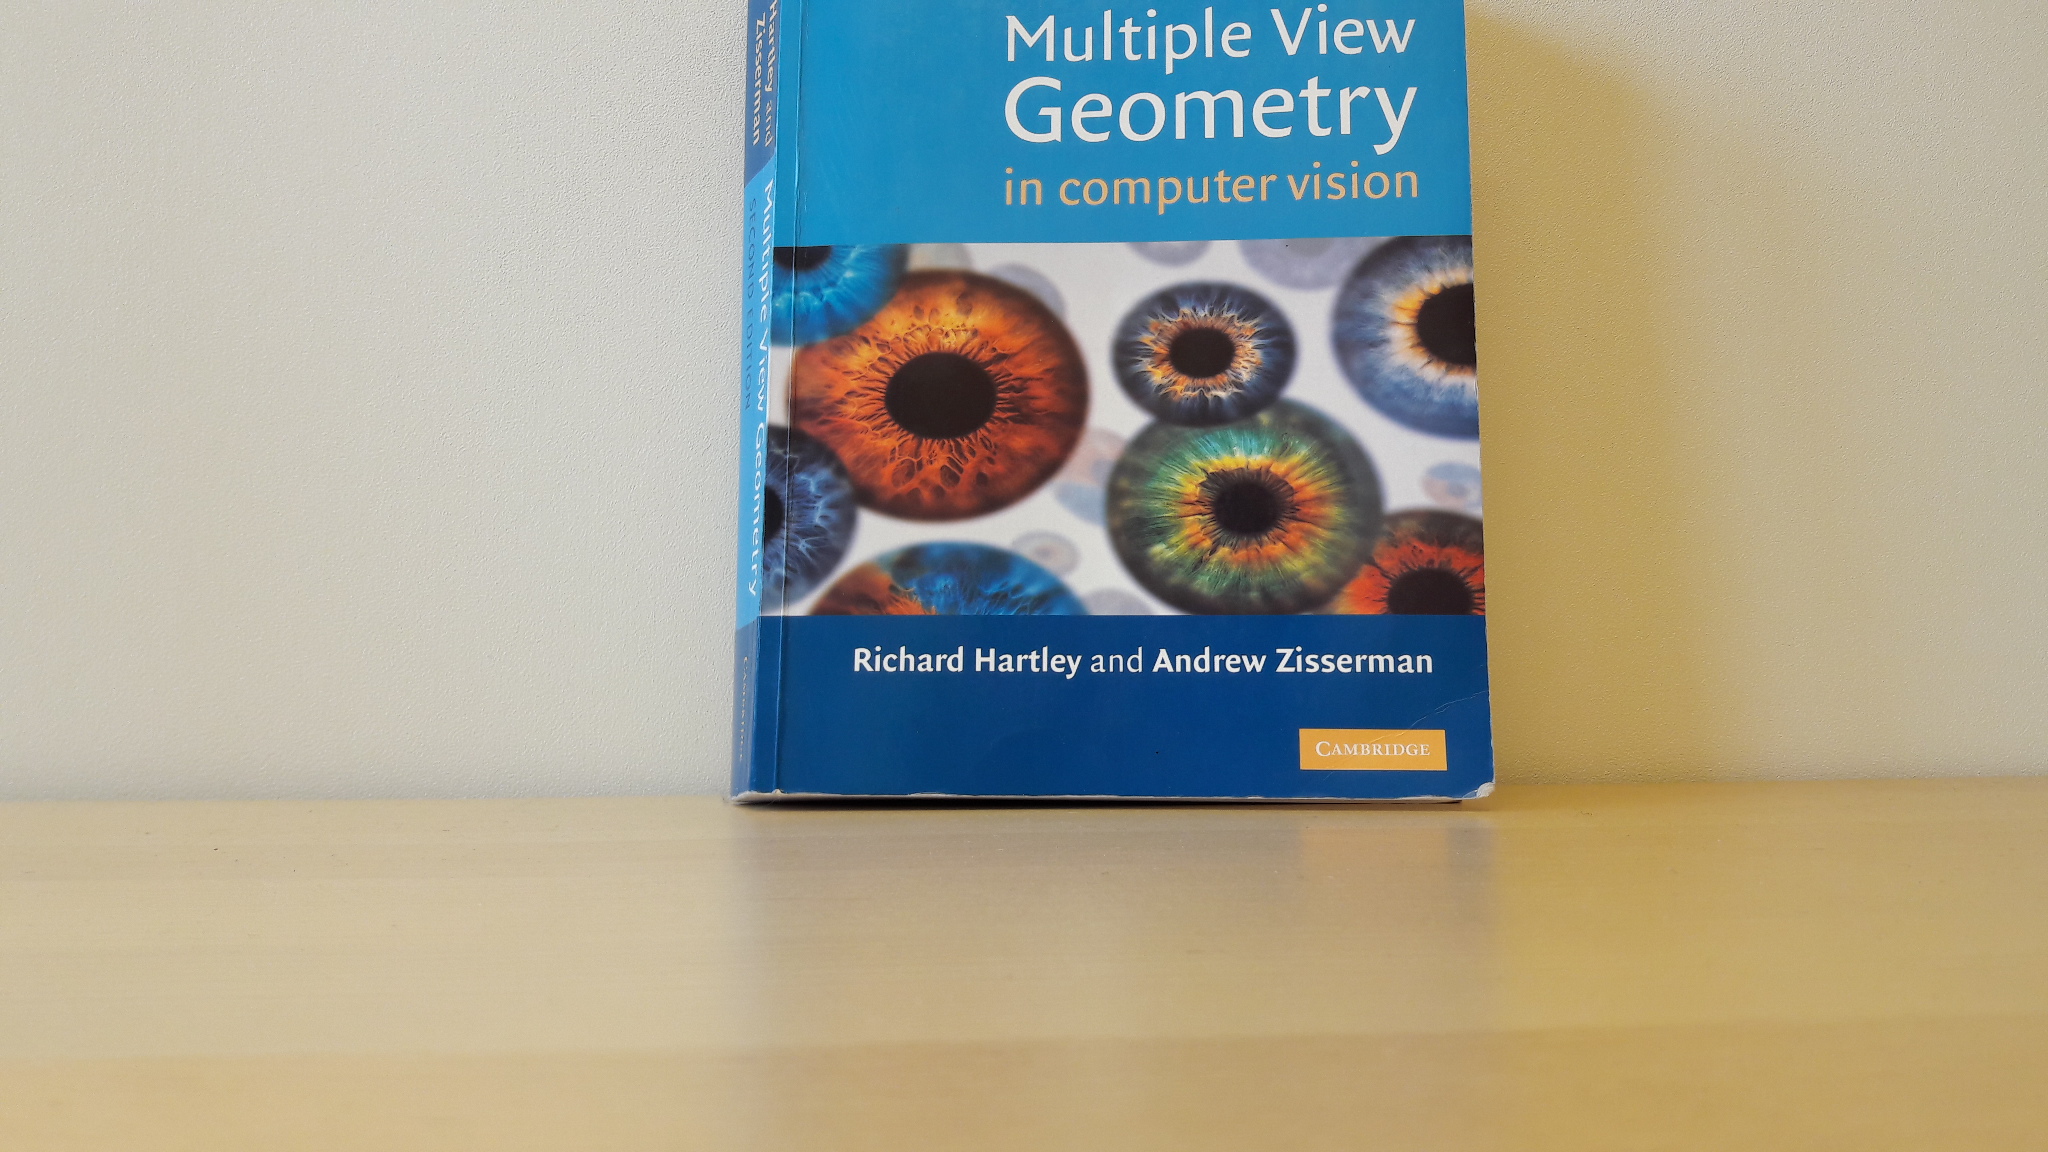 Hartley and
Zisserman
Multiple View Geometry
SECOND EDITION
CAMBRIDGE
Multiple View
Geometry
in computer vision
Richard Hartley and Andrew Zisserman
CAMBRIDGE